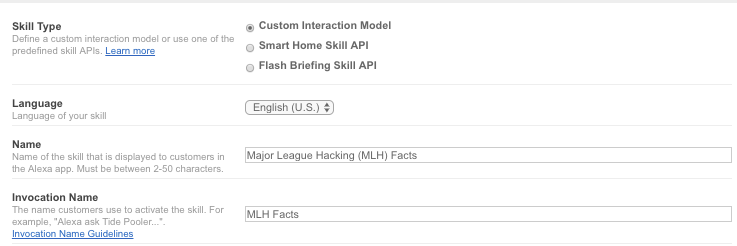 Skill Type
Define a custom interaction model or use one of the
predefined skill APIs. Learn more
Custom Interaction Model
Smart Home Skill API
Flash Briefing Skill API
Language
Language of your skill
English (U.S.)
Name
Name of the skill that is displayed to customers in
the Alexa app. Must be between 2-50 characters.
Major League Hacking (MLH) Facts
Invocation Name
The name customers use to activate the skill. For
example, "Alexa ask Tide Pooler...".
Invocation Name Guidelines
MLH Facts